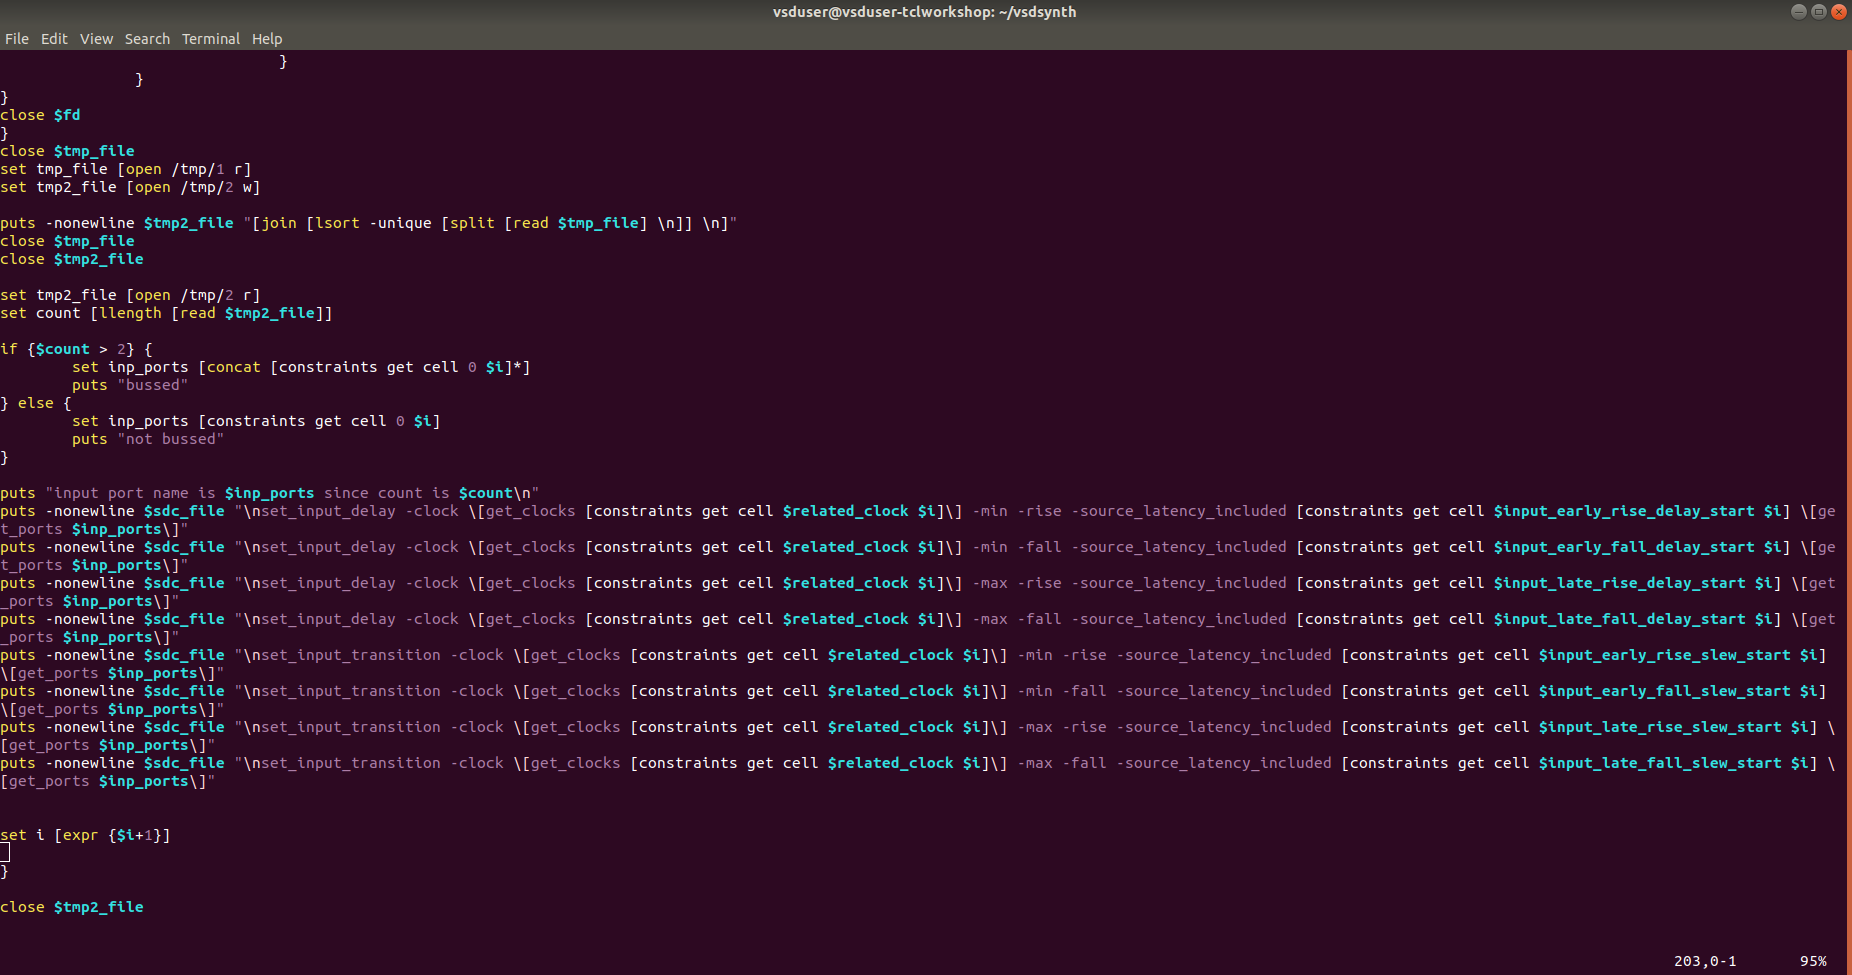 vsduser@vsduser-tclworkshop: ~/vsdsynth
File Edit View Search Terminal Help
}
}
}
close $fd
}
close $tmp_file
set tmp_file [open /tmp/1 r]
set tmp2_file [open /tmp/2 w]
puts -nonewline $tmp2_file "[join [lsort -unique [split [read $tmp_file] \n]] \n]"
close $tmp_file
close $tmp2_file
set tmp2_file [open /tmp/2 r]
set count [llength [read $tmp2_file]]
if {$count > 2} {
set inp_ports [concat [constraints get cell 0 $i]*]
puts "bussed"
} else {
set inp_ports [constraints get cell 0 $i]
puts "not bussed"
}
puts "input port name is $inp_ports since count is $count\n"
puts -nonewline $sdc_file "\nset_input_delay -clock \[get_clocks [constraints get cell $related_clock $i]\] -min -rise -source_latency_included [constraints get cell $input_early_rise_delay_start $i] \[ge
t_ports $inp_ports\]"
puts -nonewline $sdc_file "\nset_input_delay -clock \[get_clocks [constraints get cell $related_clock $i]\] -min -fall -source_latency_included [constraints get cell $input_early_fall_delay_start $i] \[ge
t_ports $inp_ports\]"
puts -nonewline $sdc_file "\nset_input_delay -clock \[get_clocks [constraints get cell $related_clock $i]\] -max -rise -source_latency_included [constraints get cell $input_late_rise_delay_start $i] \[get
_ports $inp_ports\]"
puts -nonewline $sdc_file "\nset_input_delay -clock \[get_clocks [constraints get cell $related_clock $i]\] -max -fall -source_latency_included [constraints get cell $input_late_fall_delay_start $i] \[get
_ports $inp_ports\]"
puts -nonewline $sdc_file "\nset_input_transition -clock \[get_clocks [constraints get cell $related_clock $i]\] -min -rise -source_latency_included [constraints get cell $input_early_rise_slew_start $i]
\[get_ports $inp_ports\]"
puts -nonewline $sdc_file "\nset_input_transition -clock \[get_clocks [constraints get cell $related_clock $i]\] -min -fall -source_latency_included [constraints get cell $input_early_fall_slew_start $i]
\[get_ports $inp_ports\]"
puts -nonewline $sdc_file "\nset_input_transition -clock \[get_clocks [constraints get cell $related_clock $i]\] -max -rise -source_latency_included [constraints get cell $input_late_rise_slew_start $i] \
[get_ports $inp_ports\]"
puts -nonewline $sdc_file "\nset_input_transition -clock \[get_clocks [constraints get cell $related_clock $i]\] -max -fall -source_latency_included [constraints get cell $input_late_fall_slew_start $i] \
[get_ports $inp_ports\]"
set i [expr {$i+1}]
}
close $tmp2_file
203,0-1 95%